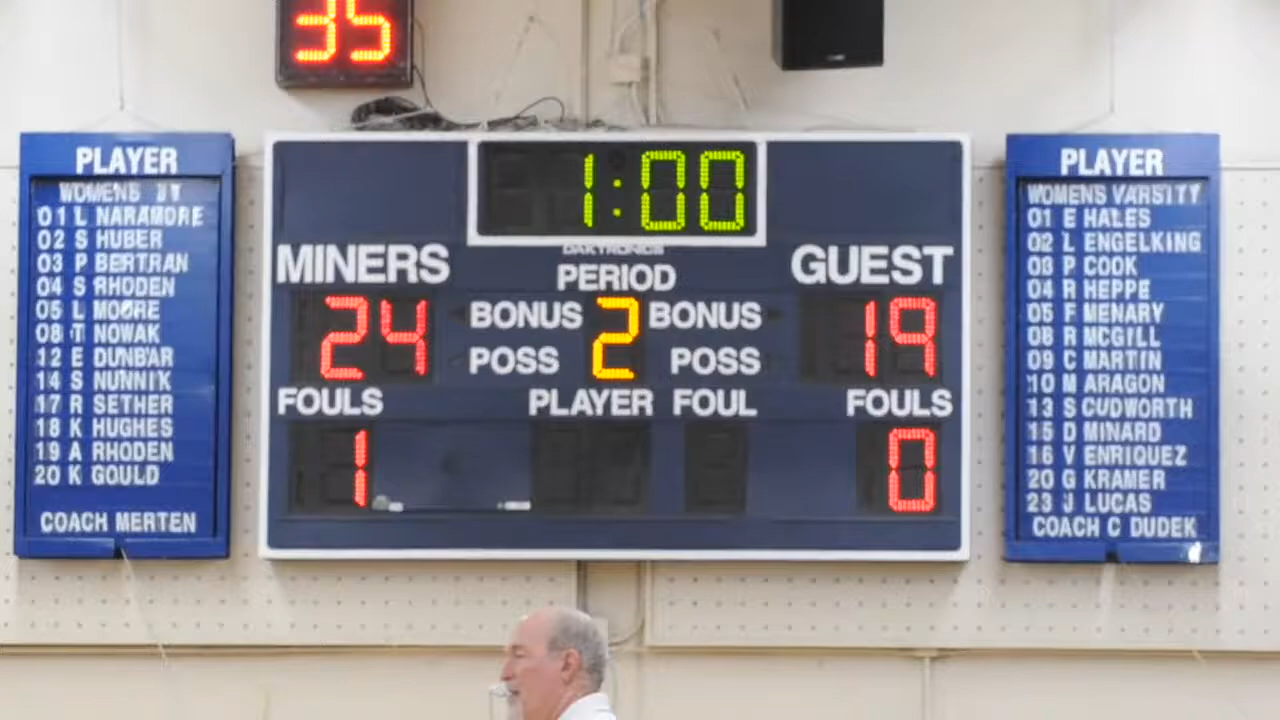 35
PLAYER
WOMENS JV
01 L NARAMORE
02 S HUBER
03 P BERTRAN
04 S RHODEN
05 L MOORE
08 T NOWAK
12 E DUNBAR
14 S NUNNIK
17 R SETHER
18 K HUGHES
19 A RHODEN
20 K GOULD
COACH MERTEN
1:00
DAKTRONICS
MINERS
PERIOD
GUEST
24
BONUS
2
BONUS
19
POSS
POSS
FOULS
PLAYER
FOUL
FOULS
1
0
PLAYER
WOMENS VARSITY
01 E HALES
02 L ENGELKING
03 P COOK
04 R HEPPE
05 F MENARY
08 R MCGILL
09 C MARTIN
10 M ARAGON
13 S CUDWORTH
15 D MINARD
16 V ENRIQUEZ
20 G KRAMER
23 J LUCAS
COACH C DUDEK